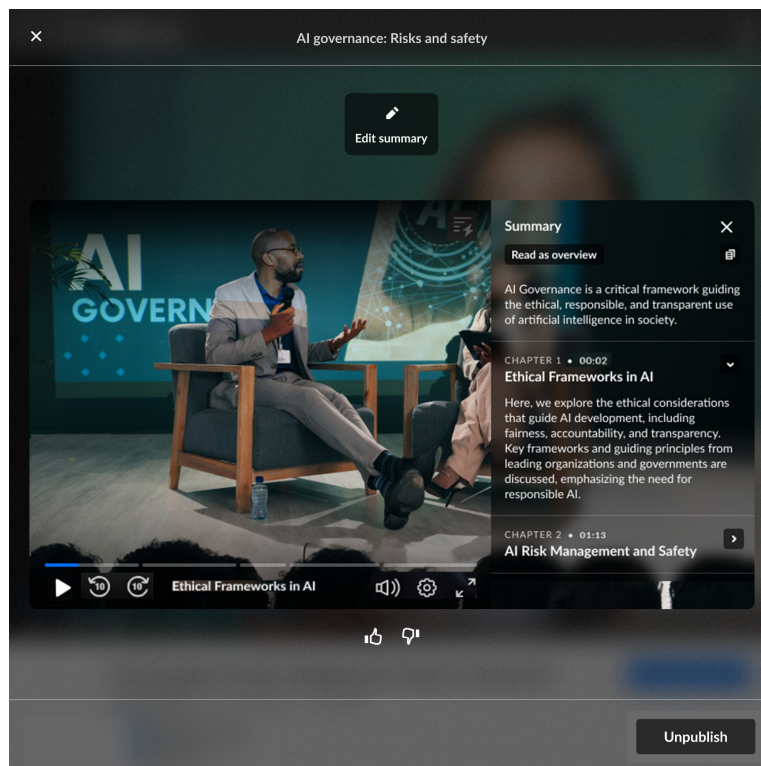 AI governance: Risks and safety
Edit summary
AI
GOVERN
AI
Summary
Read as overview
AI Governance is a critical framework guiding
the ethical, responsible, and transparent use
of artificial intelligence in society.
CHAPTER 1 • 00:02
Ethical Frameworks in AI
Here, we explore the ethical considerations
that guide AI development, including
fairness, accountability, and transparency.
Key frameworks and guiding principles from
leading organizations and governments are
discussed, emphasizing the need for
responsible AI.
CHAPTER 2 • 01:13
AI Risk Management and Safety
10
10
Ethical Frameworks in AI
Unpublish